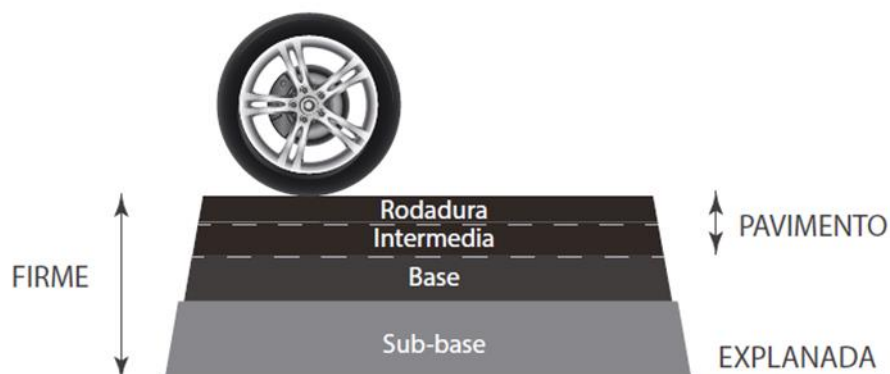 Rodadura
Intermedia
PAVIMENTO
Base
FIRME
Sub-base
EXPLANADA